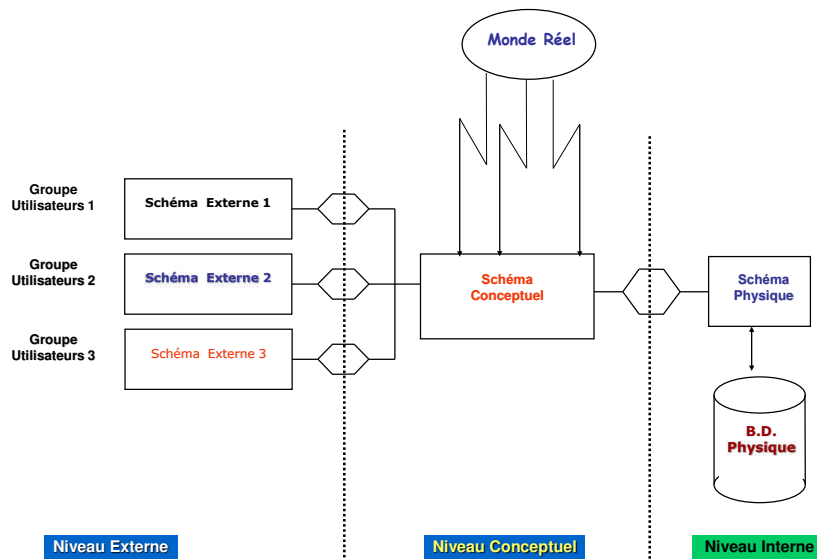 Monde Réel
Groupe
Utilisateurs 1
Schéma Externe 1
Groupe
Utilisateurs 2
Schéma Externe 2
Schéma
Conceptuel
Schéma
Physique
Groupe
Utilisateurs 3
Schéma Externe 3
B.D.
Physique
Niveau Externe
Niveau Conceptuel
Niveau Interne